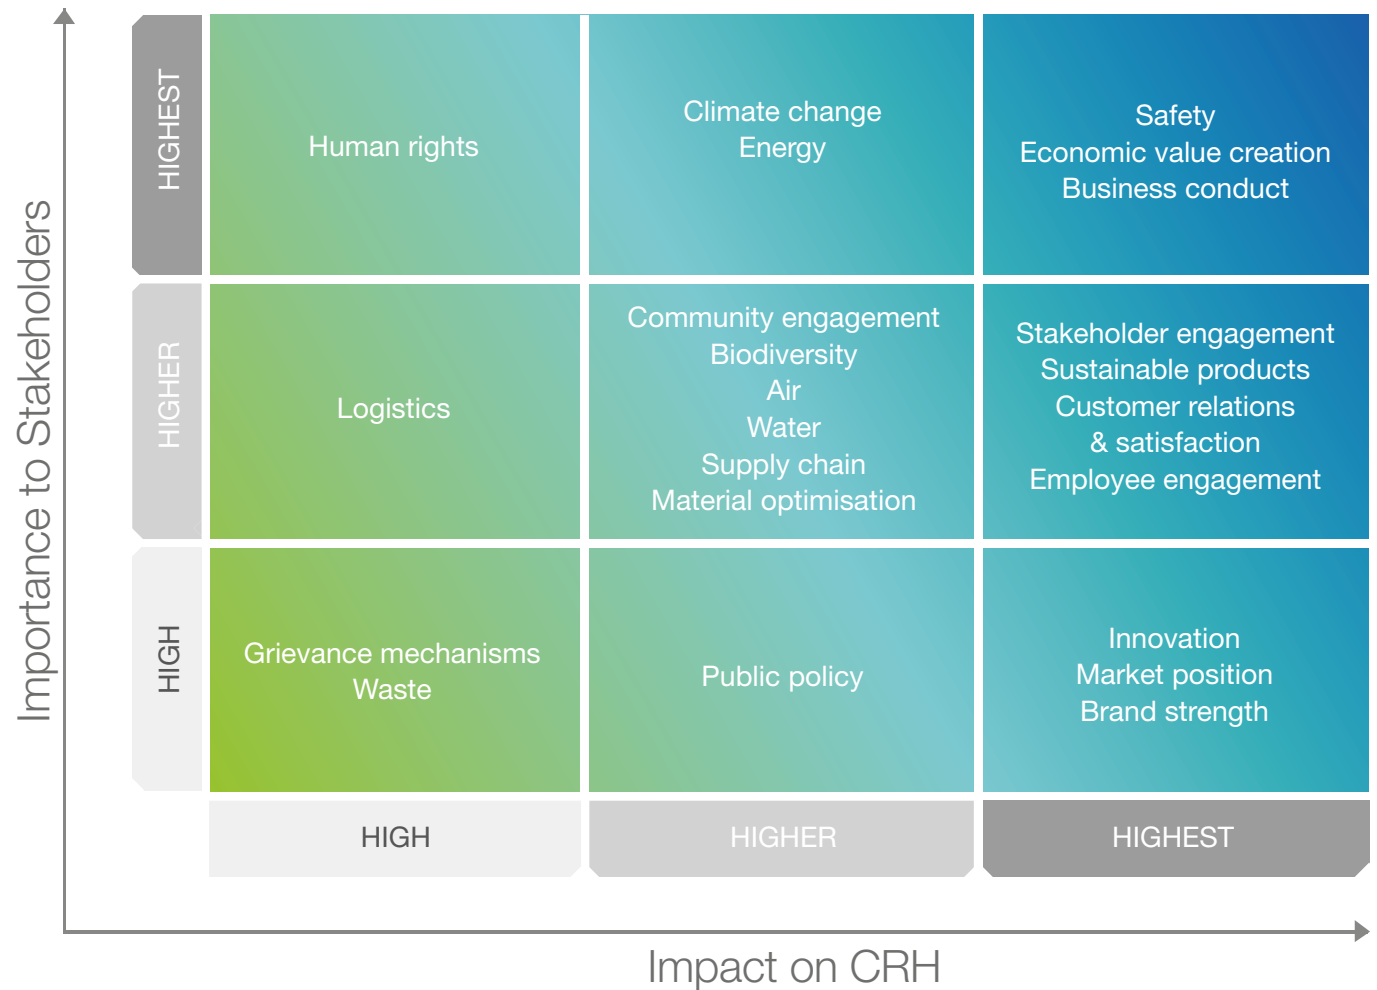 Importance to Stakeholders
HIGHEST
Human rights
Climate change
Energy
Safety
Economic value creation
Business conduct
HIGHER
Logistics
Community engagement
Biodiversity
Air
Water
Supply chain
Material optimisation
Stakeholder engagement
Sustainable products
Customer relations
& satisfaction
Employee engagement
HIGH
Grievance mechanisms
Waste
Public policy
Innovation
Market position
Brand strength
HIGH
HIGHER
HIGHEST
Impact on CRH